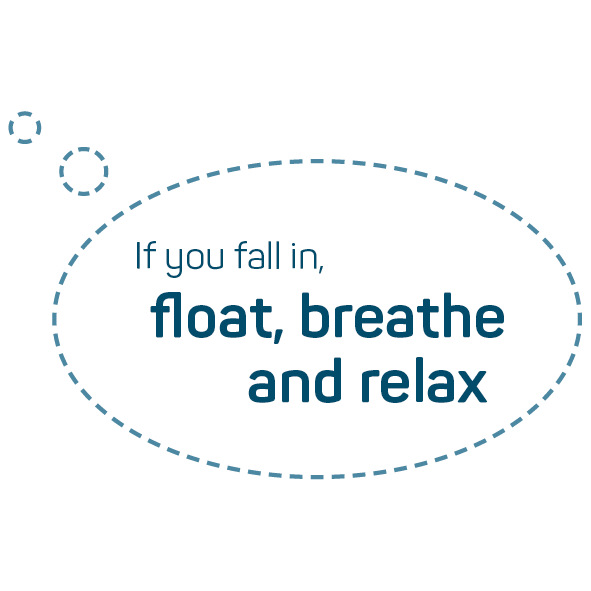 If you fall in,
float, breathe
and relax